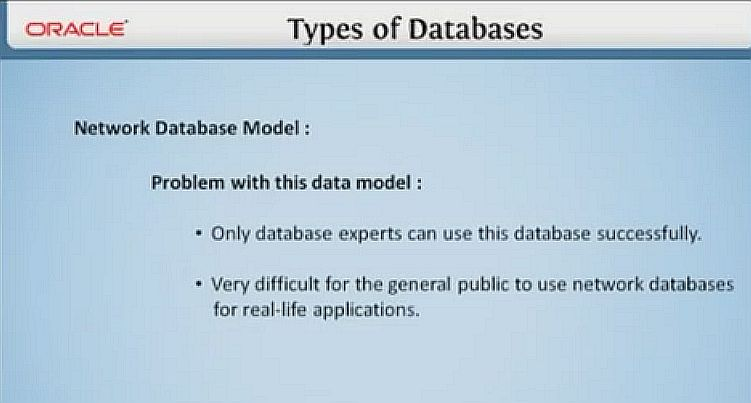 ORACLE
Types of Databases
Network Database Model :
Problem with this data model :
• Only database experts can use this database successfully.
• Very difficult for the general public to use network databases
for real-life applications.